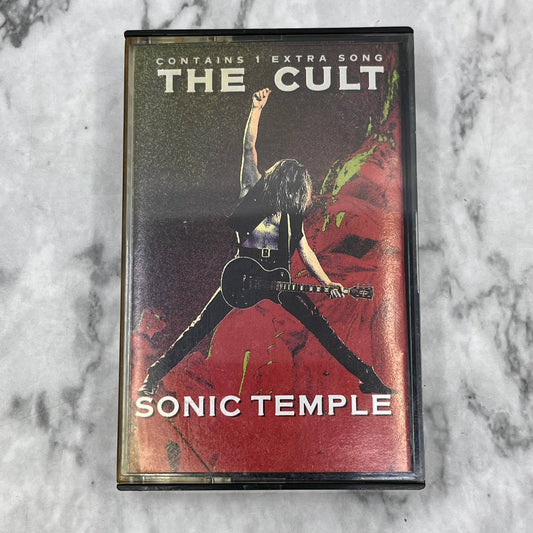 CONTAINS 1 EXTRA SONG
THE CULT
SONIC TEMPLE